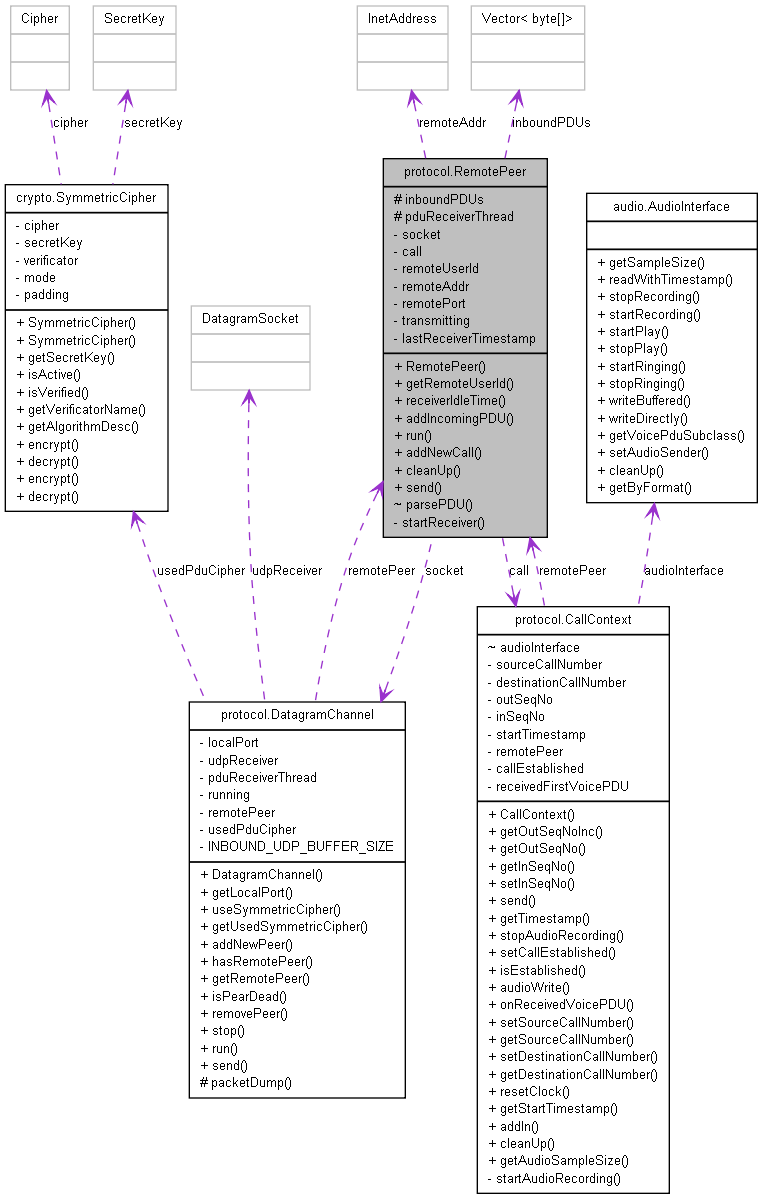 Cipher
SecretKey
InetAddress
Vector< byte[]>
cipher
secretKey
remoteAddr
inboundPDUs
crypto.SymmetricCipher
- cipher
- secretKey
- verificator
- mode
- padding
+ SymmetricCipher()
+ SymmetricCipher()
+ getSecretKey()
+ isActive()
+ isVerified()
+ getVerificatorName()
+ getAlgorithmDesc()
+ encrypt()
+ decrypt()
+ encrypt()
+ decrypt()
DatagramSocket
protocol.RemotePeer
# inboundPDUs
# pduReceiverThread
- socket
- call
- remoteUserId
- remoteAddr
- remotePort
- transmitting
- lastReceiverTimestamp
+ RemotePeer()
+ getRemoteUserId()
+ receiverIdleTime()
+ addIncomingPDU()
+ run()
+ addNewCall()
+ cleanUp()
+ send()
~ parsePDU()
- startReceiver()
audio.AudioInterface
+ getSampleSize()
+ readWithTimestamp()
+ stopRecording()
+ startRecording()
+ startPlay()
+ stopPlay()
+ startRinging()
+ stopRinging()
+ writeBuffered()
+ writeDirectly()
+ getVoicePduSubclass()
+ setAudioSender()
+ cleanUp()
+ getByFormat()
usedPduCipher
udpReceiver
remotePeer
socket
call
remotePeer
audioInterface
protocol.DatagramChannel
- localPort
- udpReceiver
- pduReceiverThread
- running
- remotePeer
- usedPduCipher
- INBOUND_UDP_BUFFER_SIZE
+ DatagramChannel()
+ getLocalPort()
+ useSymmetricCipher()
+ getUsedSymmetricCipher()
+ addNewPeer()
+ hasRemotePeer()
+ getRemotePeer()
+ isPearDead()
+ removePeer()
+ stop()
+ run()
+ send()
# packetDump()
protocol.CallContext
~ audioInterface
- sourceCallNumber
- destinationCallNumber
- outSeqNo
- inSeqNo
- startTimestamp
- remotePeer
- callEstablished
- receivedFirstVoicePDU
+ CallContext()
+ getOutSeqNoInc()
+ getOutSeqNo()
+ getInSeqNo()
+ setInSeqNo()
+ send()
+ getTimestamp()
+ stopAudioRecording()
+ setCallEstablished()
+ isEstablished()
+ audioWrite()
+ onReceivedVoicePDU()
+ setSourceCallNumber()
+ getSourceCallNumber()
+ setDestinationCallNumber()
+ getDestinationCallNumber()
+ resetClock()
+ getStartTimestamp()
+ addIn()
+ cleanUp()
+ getAudioSampleSize()
- startAudioRecording()